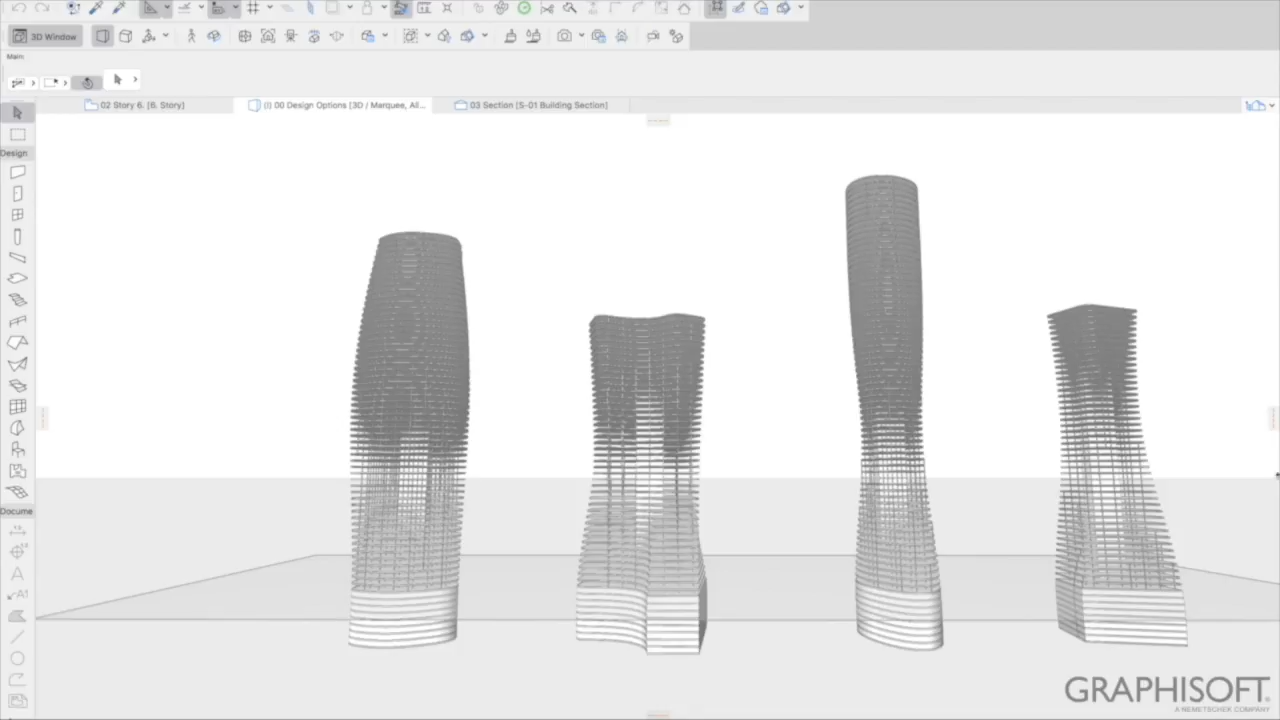 3D Window
Main:
02 Story 6. [6. Story]
(!) 00 Design Options [3D / Marquee, All...
03 Section [S-01 Building Section]
Design
Docume
A
A1
GRAPHISOFT®
A NEMETSCHEK COMPANY